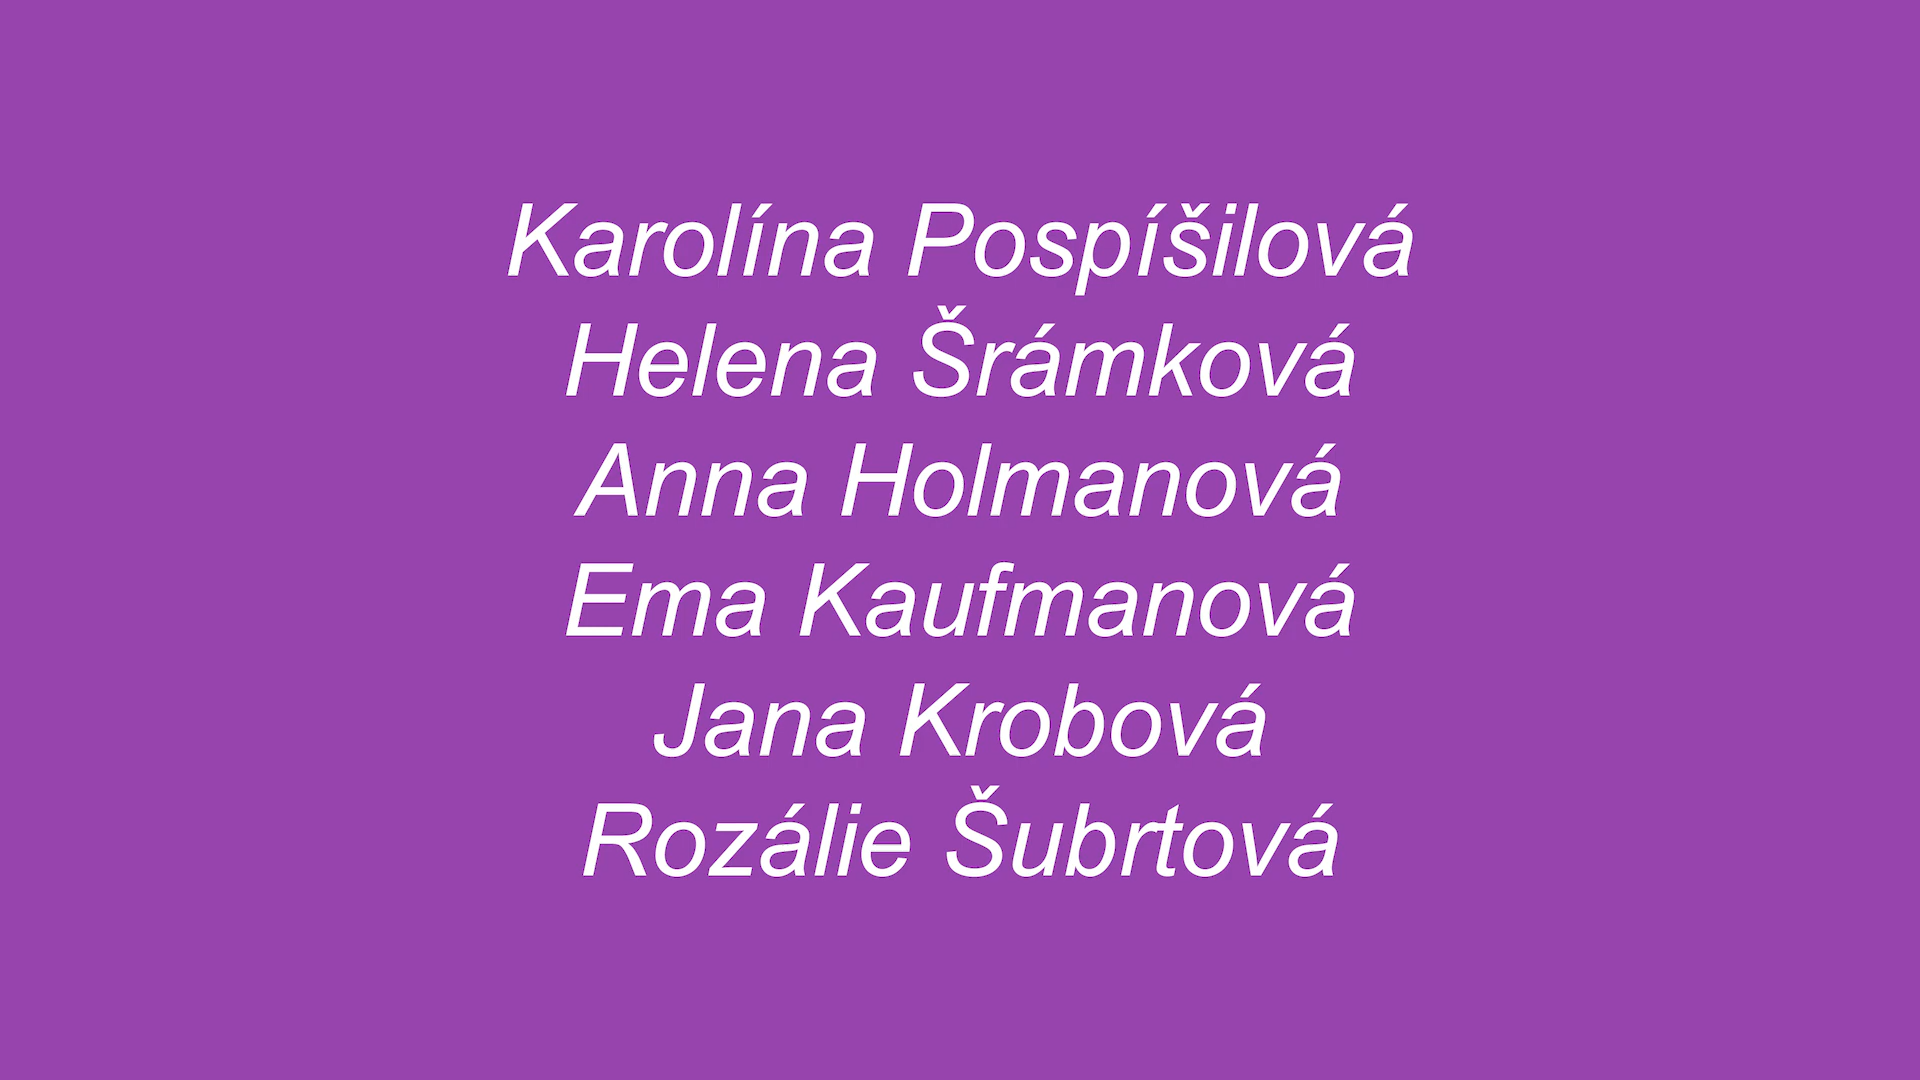 Karolína Pospíšilová
Helena Šrámková
Anna Holmanová
Ema Kaufmanová
Jana Krobová
Rozálie Šubrtová